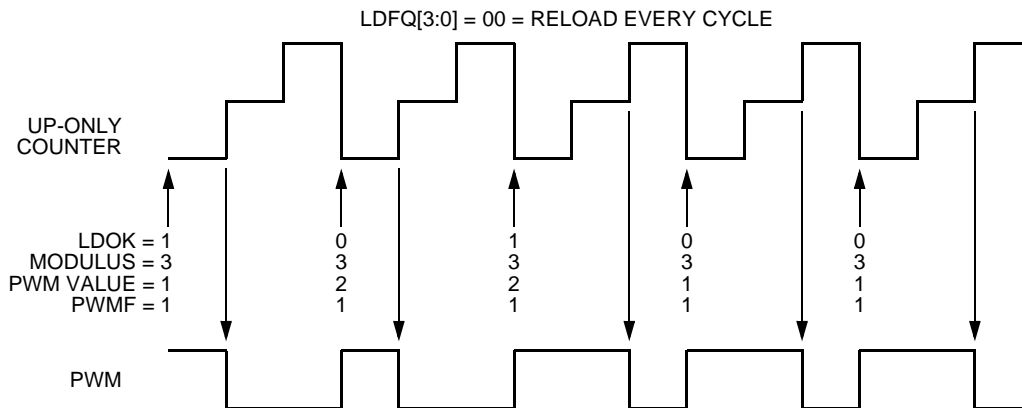 LDFQ[3:0] = 00 = RELOAD EVERY CYCLE
UP-ONLY
COUNTER
LDOK = 1 0 1 0 0
MODULUS = 3 3 3 3 3
PWM VALUE = 1 2 2 1 1
PWMF = 1 1 1 1 1
PWM